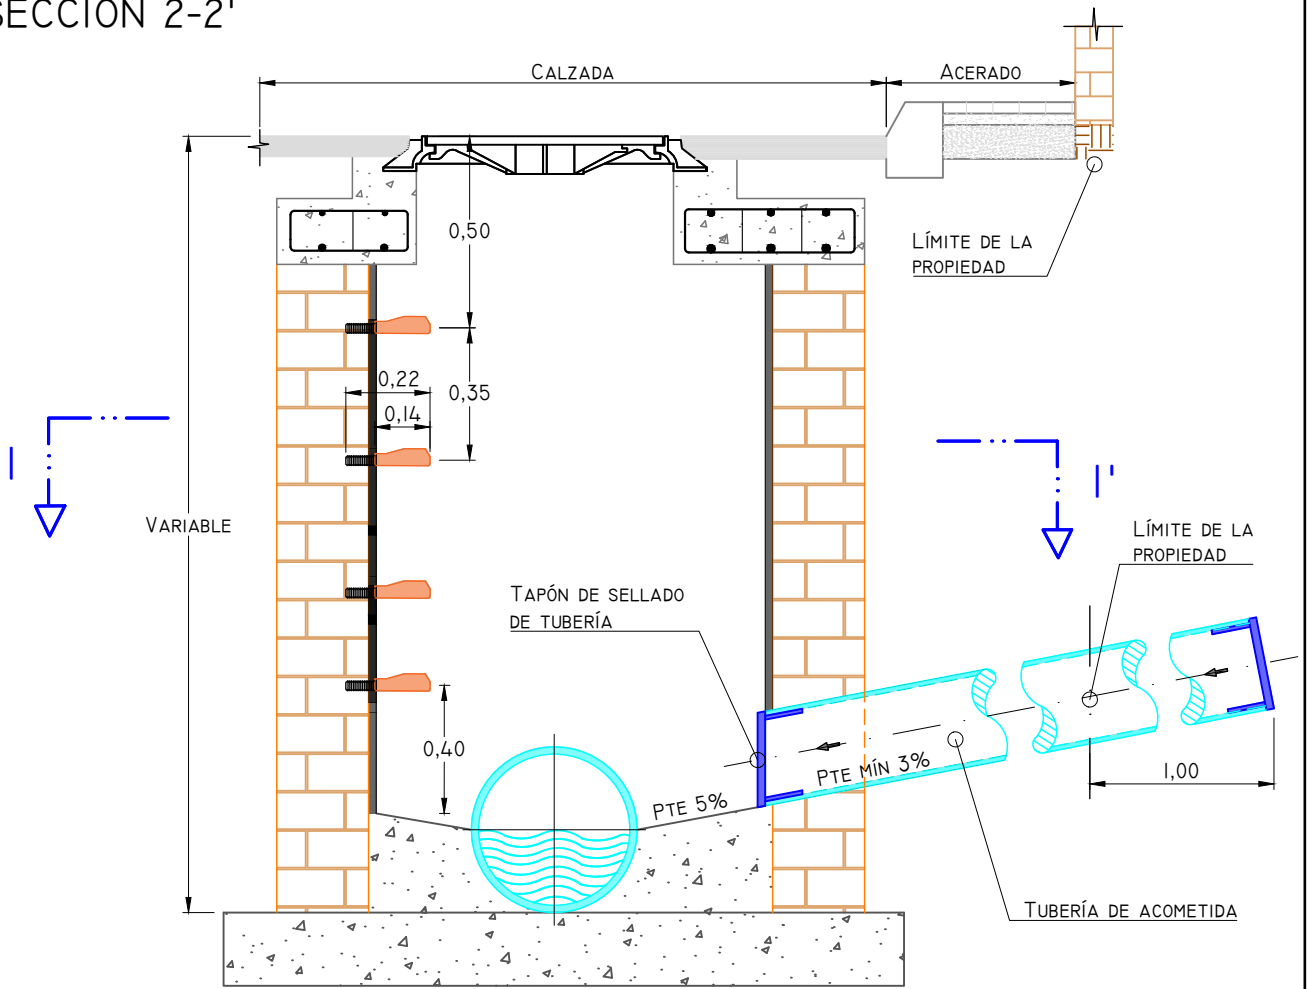 SECCIÓN 2-2'
CALZADA
ACERADO
0,50
LÍMITE DE LA
PROPIEDAD
0,22
0,35
0,14
I
I'
VARIABLE
LÍMITE DE LA
PROPIEDAD
TAPÓN DE SELLADO
DE TUBERÍA
0,40
PTE MÍN 3%
1,00
PTE 5%
TUBERÍA DE ACOMETIDA